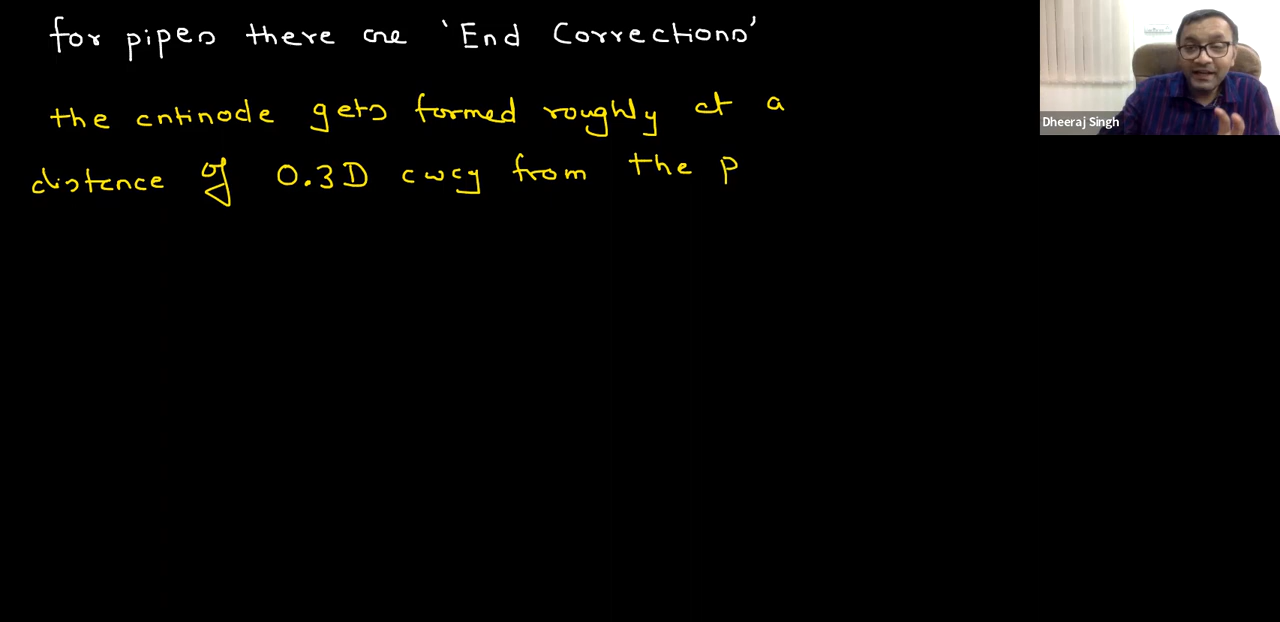 for pipes there are 'End Corrections'
the antinode gets formed roughly at a
distance of 0.3D away from the p
Dheeraj Singh